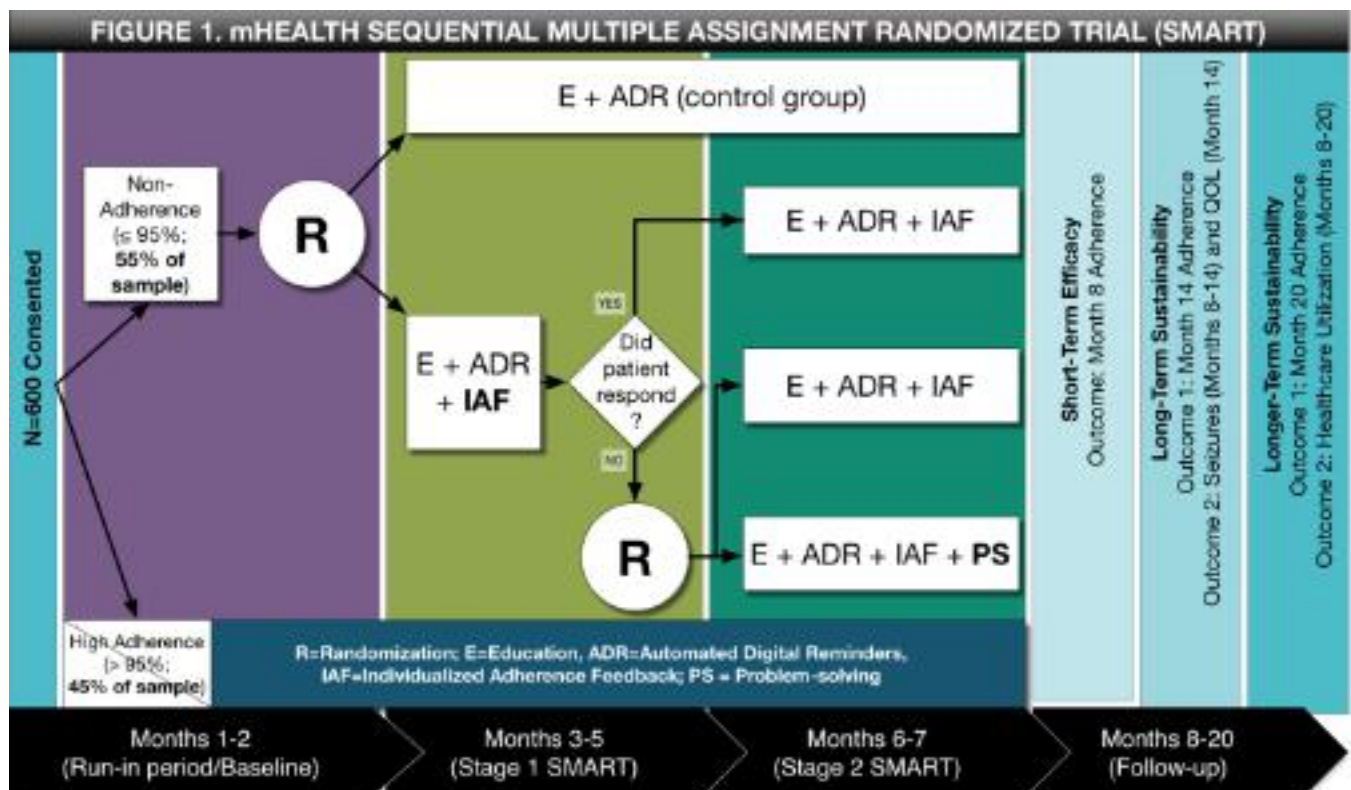 FIGURE 1. mHEALTH SEQUENTIAL MULTIPLE ASSIGNMENT RANDOMIZED TRIAL (SMART)
N=600 Consented
Non-
Adherence
(≤ 95%;
55% of
sample)
R
E + ADR (control group)
E + ADR
+ IAF
YES
Did
patient
respond
?
NO
R
E + ADR + IAF
E + ADR + IAF
E + ADR + IAF + PS
High Adherence
(> 95%;
45% of sample)
R=Randomization; E=Education, ADR=Automated Digital Reminders,
IAF=Individualized Adherence Feedback; PS = Problem-solving
Short-Term Efficacy
Outcome: Month 8 Adherence
Long-Term Sustainability
Outcome 1: Month 14 Adherence
Outcome 2: Seizures (Months 8-14) and QOL (Month 14)
Longer-Term Sustainability
Outcome 1: Month 20 Adherence
Outcome 2: Healthcare Utilization (Months 8-20)
Months 1-2
(Run-in period/Baseline)
Months 3-5
(Stage 1 SMART)
Months 6-7
(Stage 2 SMART)
Months 8-20
(Follow-up)